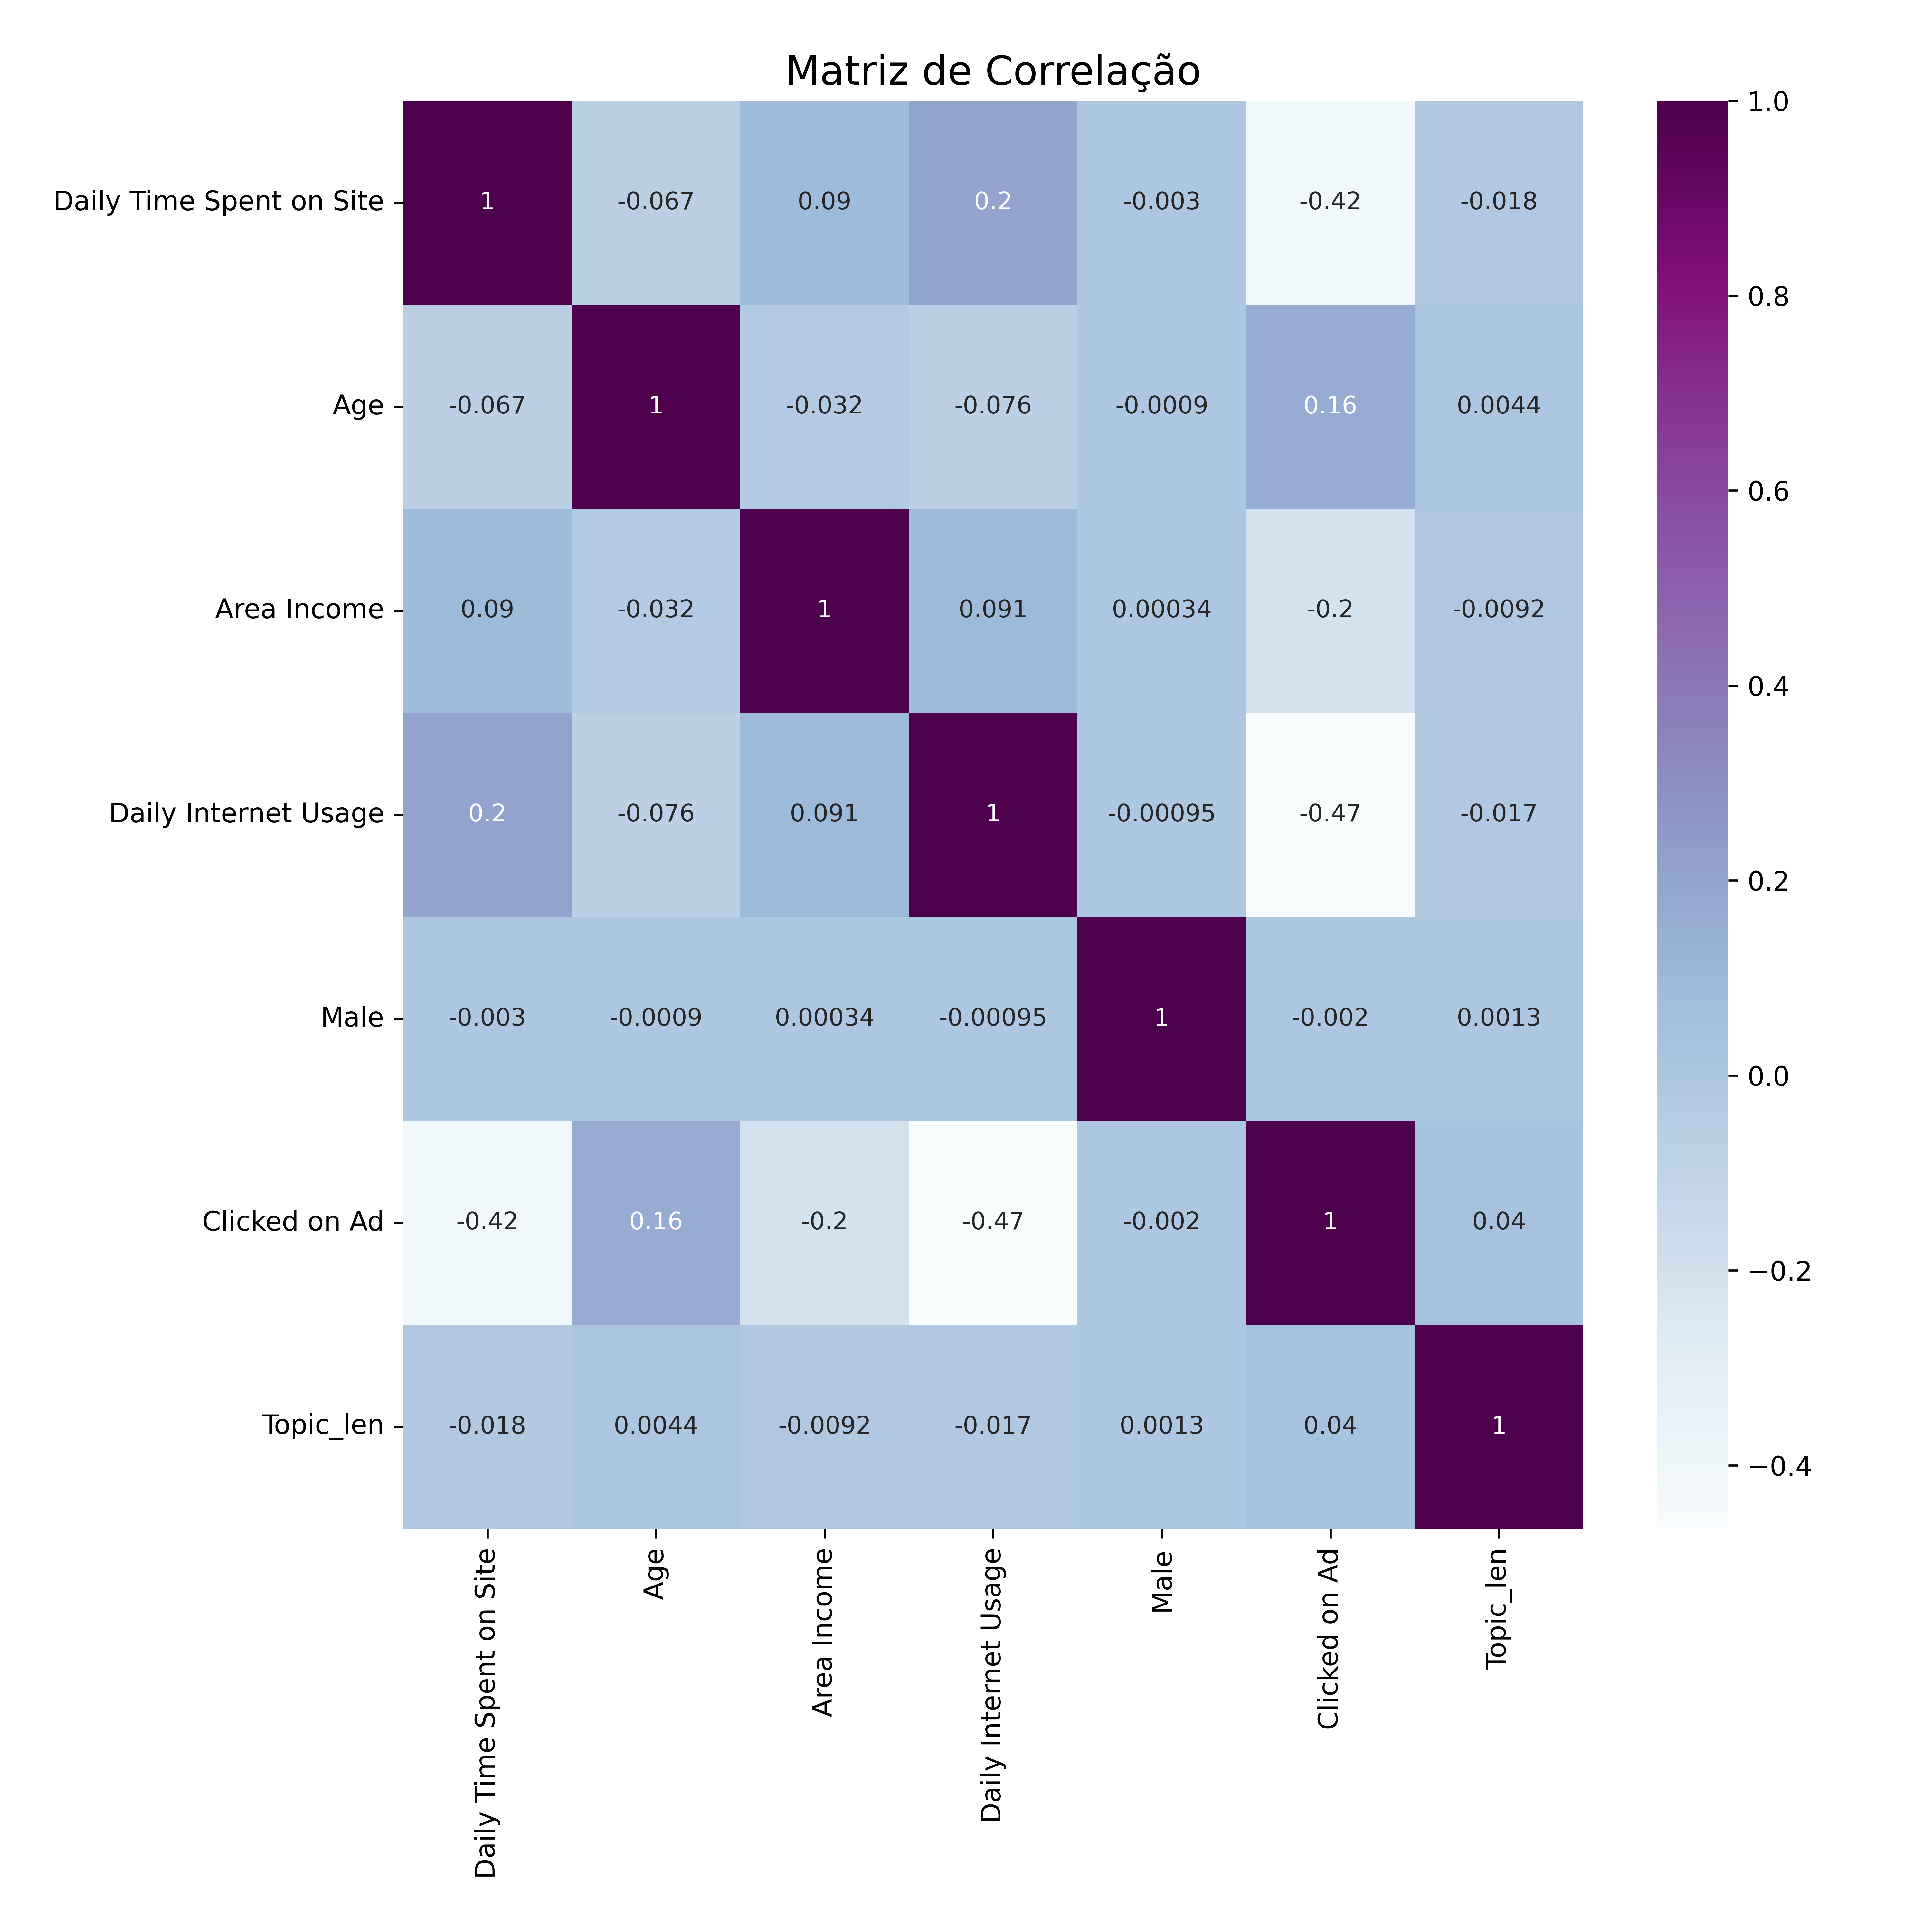 Matriz de Correlação
Daily Time Spent on Site 1 -0.067 0.09 0.2 -0.003 -0.42 -0.018
Age -0.067 1 -0.032 -0.076 -0.0009 0.16 0.0044
Area Income 0.09 -0.032 1 0.091 0.00034 -0.2 -0.0092
Daily Internet Usage 0.2 -0.076 0.091 1 -0.00095 -0.47 -0.017
Male -0.003 -0.0009 0.00034 -0.00095 1 -0.002 0.0013
Clicked on Ad -0.42 0.16 -0.2 -0.47 -0.002 1 0.04
Topic_len -0.018 0.0044 -0.0092 -0.017 0.0013 0.04 1
Daily Time Spent on Site
Age
Area Income
Daily Internet Usage
Male
Clicked on Ad
Topic_len
1.0
0.8
0.6
0.4
0.2
0.0
−0.2
−0.4